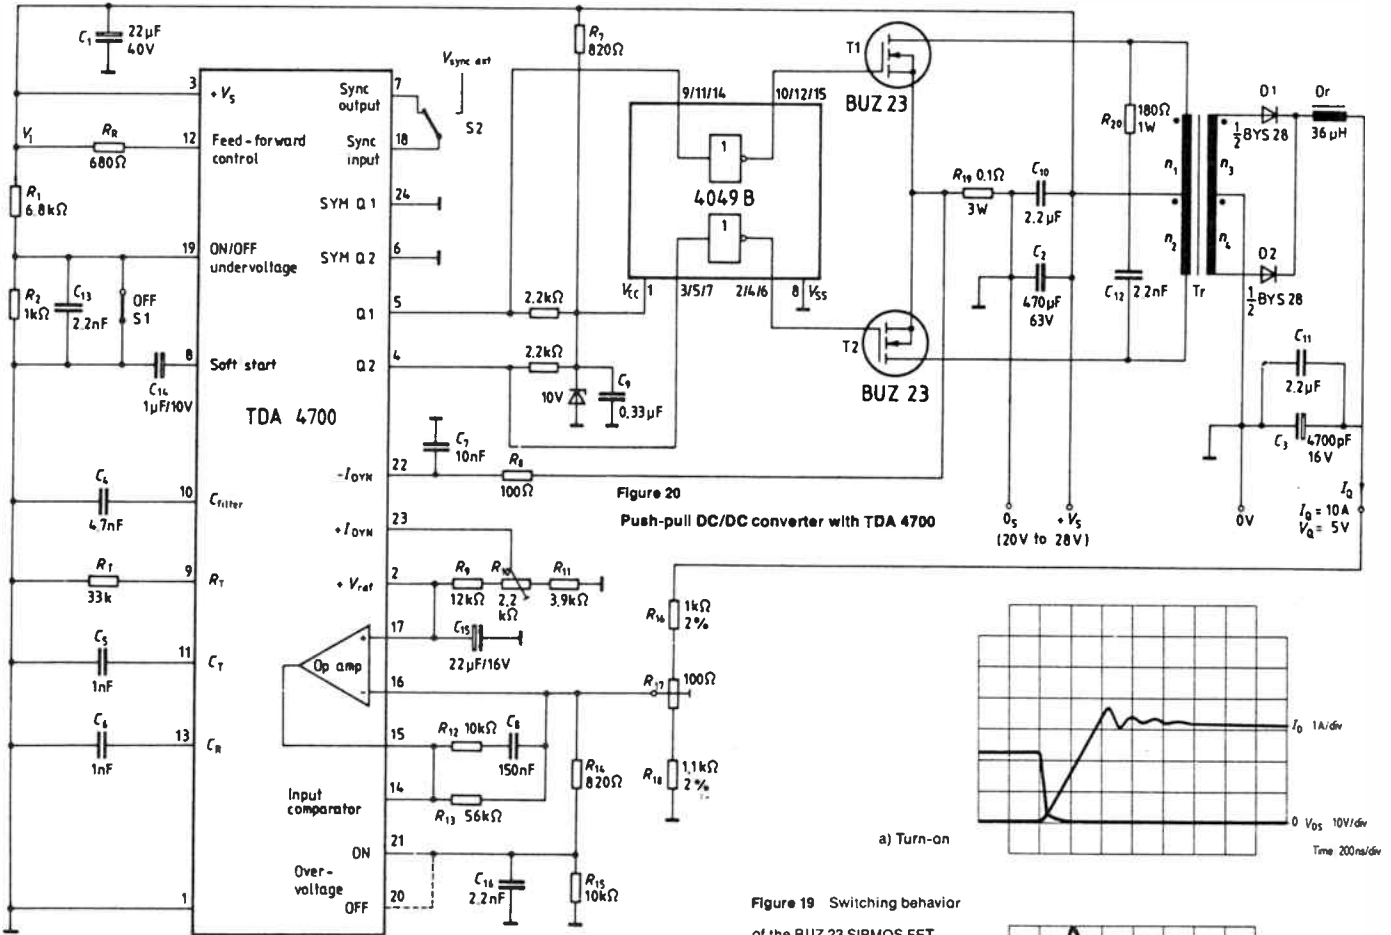 C1 22µF 40V
R7 820Ω
Vsync ext
3 +VS
Sync output 7
S2
VI RR 680Ω
12 Feed-forward control
Sync input 18
R1 6,8kΩ
SYM Q1 24
SYM Q2 6
19 ON/OFF undervoltage
R2 1kΩ
C13 2,2nF
OFF S1
Q1 5
2,2kΩ
Q2 4
2,2kΩ
8 Soft start
C14 1µF/10V
TDA 4700
10V
C9 0,33µF
9/11/14
10/12/15
1
4049 B
1
VCC 1
3/5/7
2/4/6
8 VSS
T1
BUZ 23
T2
BUZ 23
R19 0,1Ω 3W
C10 2,2µF
C2 470µF 63V
R20 180Ω 1W
C12 2,2nF
n1
n2
n3
n4
Tr
D1
½BYS 28
Dr
36µH
D2
½BYS 28
C11 2,2µF
C3 4700pF 16V
0S
+VS
(20V to 28V)
0V
IQ
IQ = 10A
VQ = 5V
C7 10nF
-IDYN 22
R8 100Ω
Figure 20
Push-pull DC/DC converter with TDA 4700
C4 4,7nF
10 Cfilter
+IDYN 23
RT 33k
9 RT
+Vref 2
R9 12kΩ
R10 2,2 kΩ
R11 3,9kΩ
C15 22µF/16V
17
+
Op amp
-
16
C5 1nF
11 CT
C6 1nF
13 CR
15
R12 10kΩ
C8 150nF
R13 56kΩ
Input comparator 14
R14 820Ω
R15 10kΩ
R16 1kΩ 2%
R17 100Ω
R18 1,1kΩ 2%
ON 21
Over-voltage
OFF 20
C16 2,2nF
1
ID 1A/div
0 VDS 10V/div
Time 200ns/div
a) Turn-on
Figure 19 Switching behavior
of the BUZ 23 SIPMOS FET